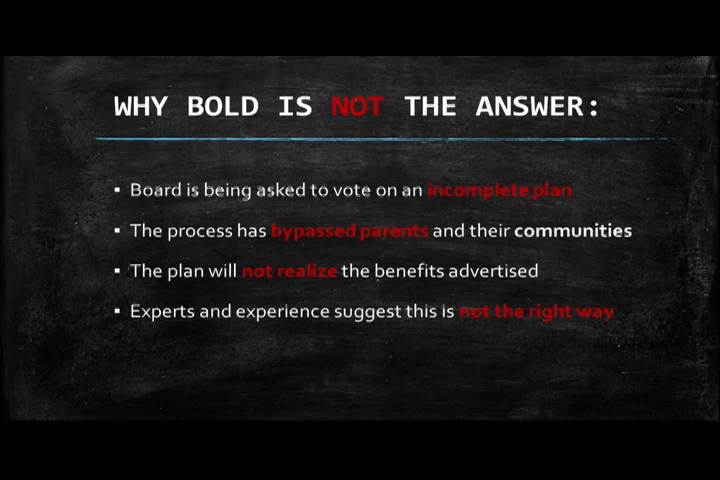 WHY BOLD IS NOT THE ANSWER:
▪ Board is being asked to vote on an incomplete plan
▪ The process has bypassed parents and their communities
▪ The plan will not realize the benefits advertised
▪ Experts and experience suggest this is not the right way